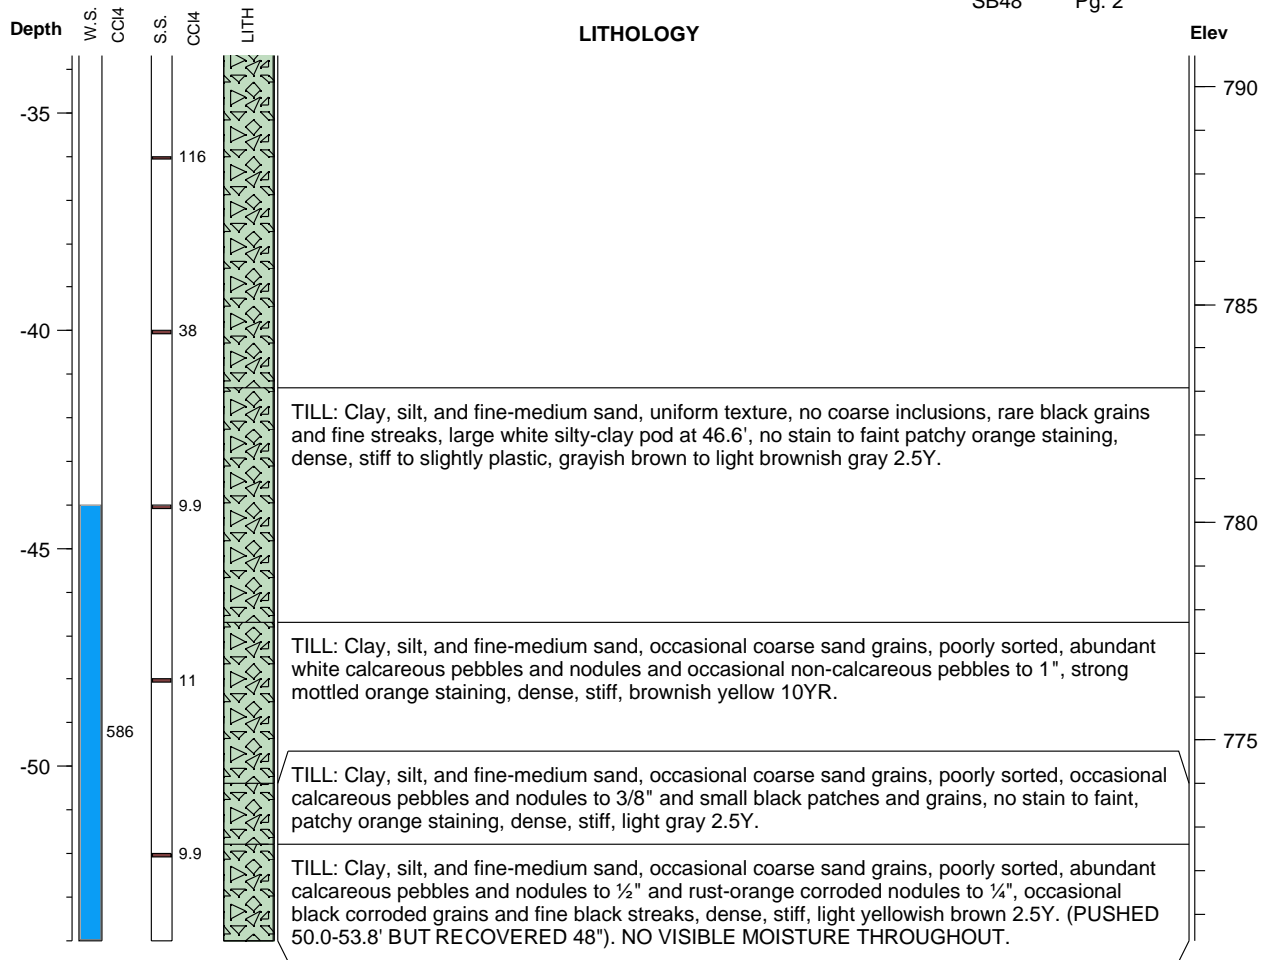 SB48 Pg. 2
Depth W.S. CCl4 S.S. CCl4 LITH LITHOLOGY Elev
790
-35
116
785
-40
38
TILL: Clay, silt, and fine-medium sand, uniform texture, no coarse inclusions, rare black grains
and fine streaks, large white silty-clay pod at 46.6', no stain to faint patchy orange staining,
dense, stiff to slightly plastic, grayish brown to light brownish gray 2.5Y.
9.9
780
-45
TILL: Clay, silt, and fine-medium sand, occasional coarse sand grains, poorly sorted, abundant
white calcareous pebbles and nodules and occasional non-calcareous pebbles to 1", strong
mottled orange staining, dense, stiff, brownish yellow 10YR.
11
586
775
-50
TILL: Clay, silt, and fine-medium sand, occasional coarse sand grains, poorly sorted, occasional
calcareous pebbles and nodules to 3/8" and small black patches and grains, no stain to faint,
patchy orange staining, dense, stiff, light gray 2.5Y.
9.9
TILL: Clay, silt, and fine-medium sand, occasional coarse sand grains, poorly sorted, abundant
calcareous pebbles and nodules to ½" and rust-orange corroded nodules to ¼", occasional
black corroded grains and fine black streaks, dense, stiff, light yellowish brown 2.5Y. (PUSHED
50.0-53.8' BUT RECOVERED 48"). NO VISIBLE MOISTURE THROUGHOUT.